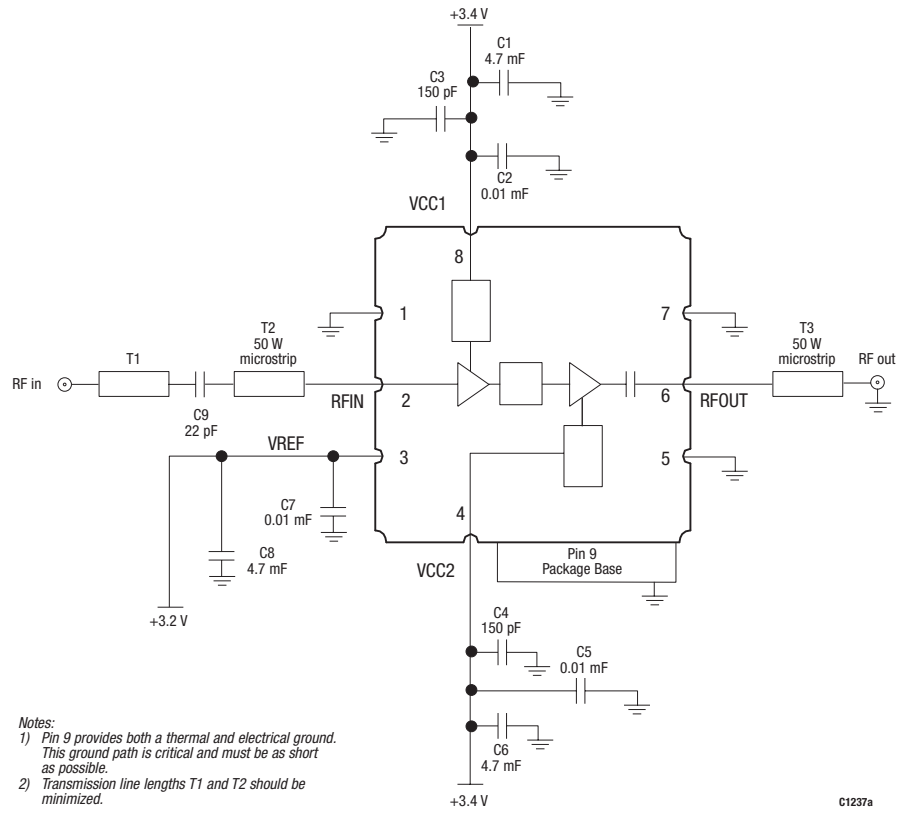 +3.4 V
C1
4.7 mF
C3
150 pF
C2
0.01 mF
VCC1
8
1
7
T1
T2
50 W
microstrip
T3
50 W
microstrip
RF in
RF out
C9
22 pF
RFIN
2
6
RFOUT
VREF
3
5
C7
0.01 mF
4
C8
4.7 mF
VCC2
Pin 9
Package Base
+3.2 V
C4
150 pF
C5
0.01 mF
C6
4.7 mF
+3.4 V
Notes:
1) Pin 9 provides both a thermal and electrical ground.
This ground path is critical and must be as short
as possible.
2) Transmission line lengths T1 and T2 should be
minimized.
C1237a